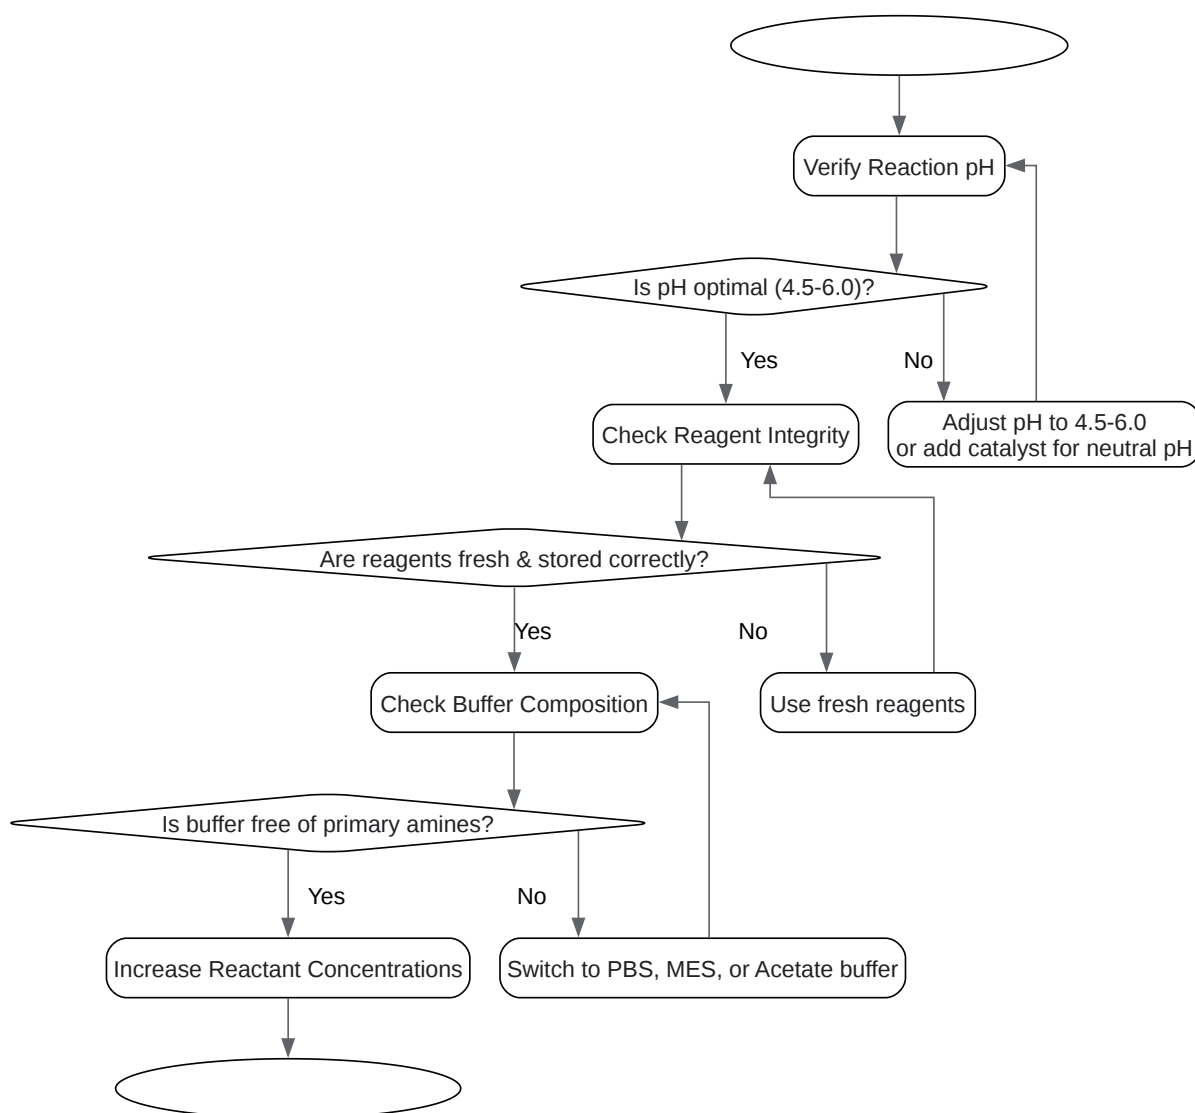 Verify Reaction pH
Is pH optimal (4.5-6.0)?
Yes
No
Check Reagent Integrity
Adjust pH to 4.5-6.0
or add catalyst for neutral pH
Are reagents fresh & stored correctly?
Yes
No
Check Buffer Composition
Use fresh reagents
Is buffer free of primary amines?
Yes
No
Increase Reactant Concentrations
Switch to PBS, MES, or Acetate buffer